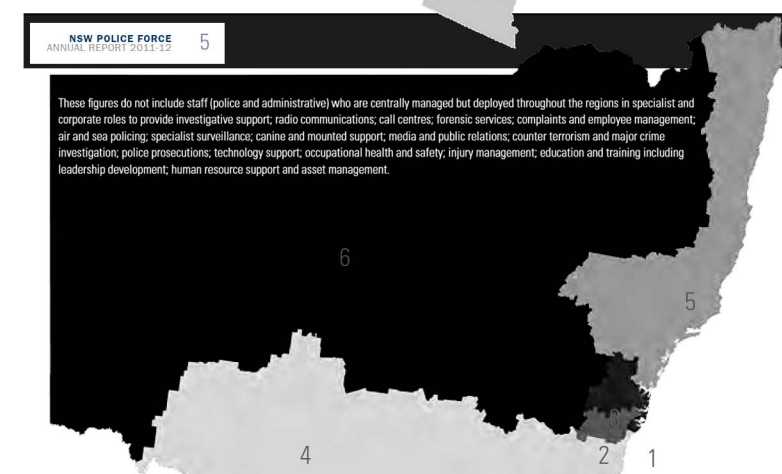 NSW POLICE FORCE
ANNUAL REPORT 2011-12
5
These figures do not include staff (police and administrative) who are centrally managed but deployed throughout the regions in specialist and
corporate roles to provide investigative support; radio communications; call centres; forensic services; complaints and employee management;
air and sea policing; specialist surveillance; canine and mounted support; media and public relations; counter terrorism and major crime
investigation; police prosecutions; technology support; occupational health and safety; injury management; education and training including
leadership development; human resource support and asset management.
6
5
3
4
2
1